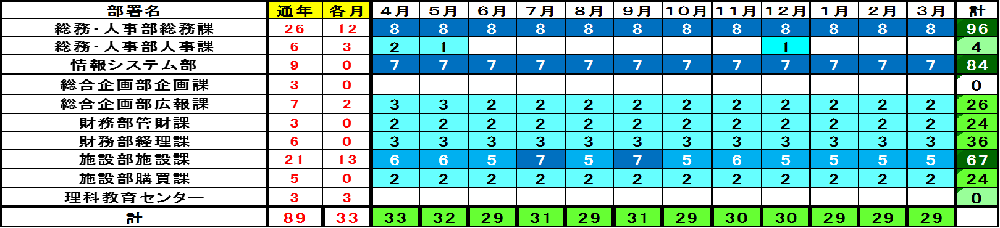 部署名 通年 各月 4月 5月 6月 7月 8月 9月 10月 11月 12月 1月 2月 3月 計
総務・人事部総務課 26 12 8 8 8 8 8 8 8 8 8 8 8 8 96
総務・人事部人事課 6 3 2 1 1 4
情報システム部 9 0 7 7 7 7 7 7 7 7 7 7 7 7 84
総合企画部企画課 3 0 0
総合企画部広報課 7 2 3 3 2 2 2 2 2 2 2 2 2 2 26
財務部管財課 3 0 2 2 2 2 2 2 2 2 2 2 2 2 24
財務部経理課 6 0 3 3 3 3 3 3 3 3 3 3 3 3 36
施設部施設課 21 13 6 6 5 7 5 7 5 6 5 5 5 5 67
施設部購買課 5 0 2 2 2 2 2 2 2 2 2 2 2 2 24
理科教育センター 3 3 0
計 89 33 33 32 29 31 29 31 29 30 30 29 29 29